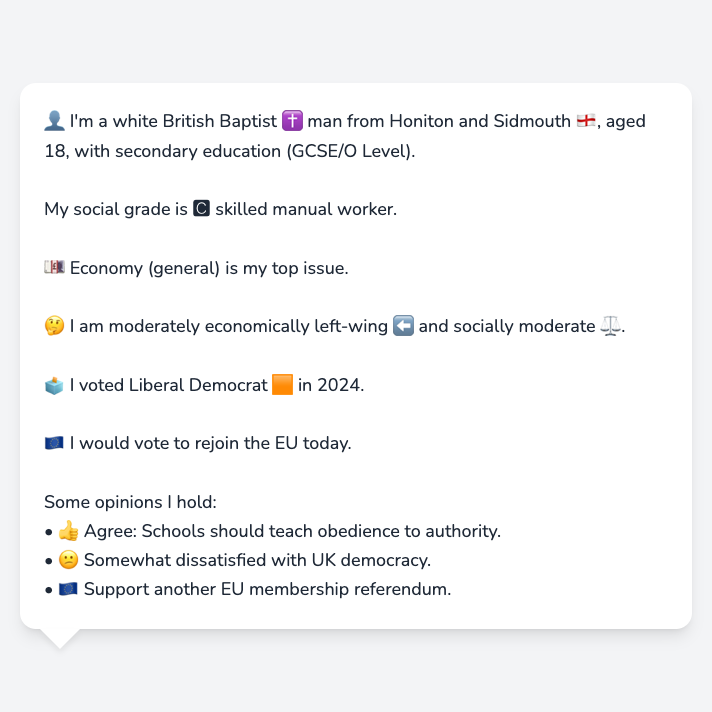 👤 I'm a white British Baptist ✝️ man from Honiton and Sidmouth 🏴󠁧󠁢󠁥󠁮󠁧󠁿, aged
18, with secondary education (GCSE/O Level).
My social grade is 🅲 skilled manual worker.
💷 Economy (general) is my top issue.
🤔 I am moderately economically left-wing ⬅️ and socially moderate ⚖️.
🗳️ I voted Liberal Democrat 🟧 in 2024.
🇪🇺 I would vote to rejoin the EU today.
Some opinions I hold:
• 👍 Agree: Schools should teach obedience to authority.
• 🙁 Somewhat dissatisfied with UK democracy.
• 🇪🇺 Support another EU membership referendum.